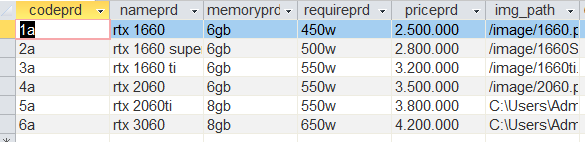 codeprd nameprd memoryprd requireprd priceprd img_path
1a rtx 1660 6gb 450w 2.500.000 /image/1660.p
2a rtx 1660 supe 6gb 500w 2.800.000 /image/1660S
3a rtx 1660 ti 6gb 550w 3.200.000 /image/1660ti.
4a rtx 2060 6gb 550w 3.500.000 /image/2060.p
5a rtx 2060ti 8gb 550w 3.800.000 C:\Users\Adm
6a rtx 3060 8gb 650w 4.200.000 C:\Users\Adm